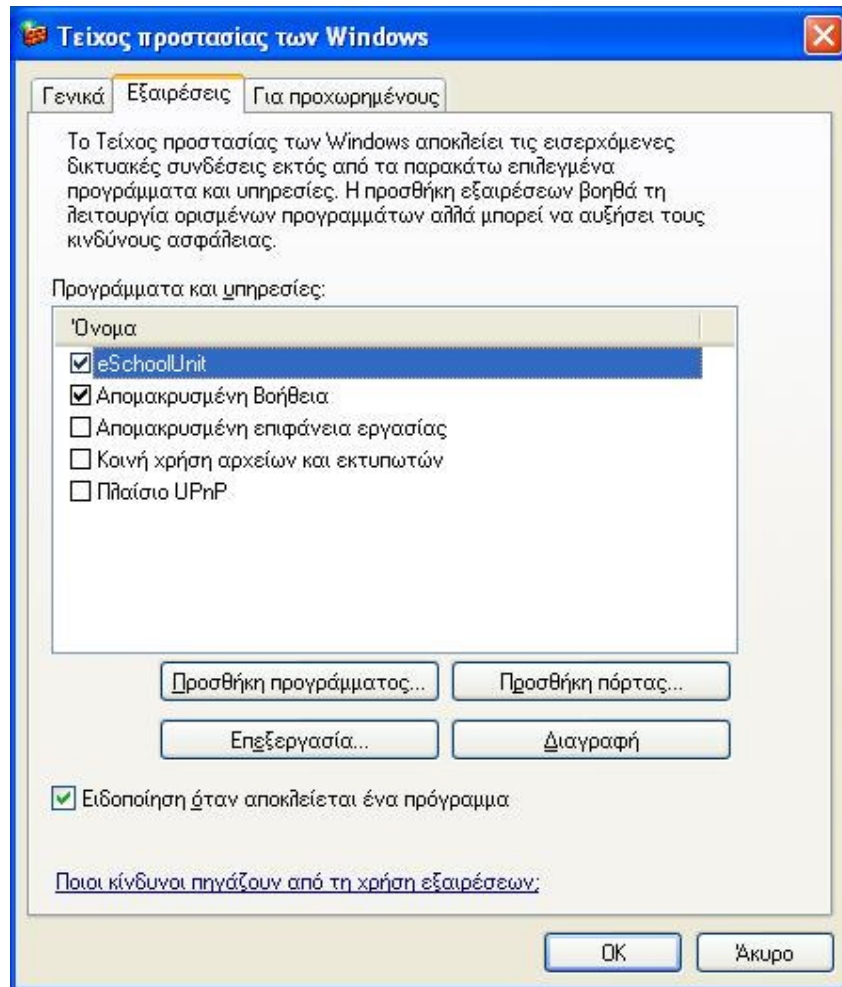 Τείχος προστασίας των Windows
Γενικά Εξαιρέσεις Για προχωρημένους
Το Τείχος προστασίας των Windows αποκλείει τις εισερχόμενες
δικτυακές συνδέσεις εκτός από τα παρακάτω επιλεγμένα
προγράμματα και υπηρεσίες. Η προσθήκη εξαιρέσεων βοηθά τη
λειτουργία ορισμένων προγραμμάτων αλλά μπορεί να αυξήσει τους
κινδύνους ασφάλειας.
Προγράμματα και υπηρεσίες:
Όνομα
eSchoolUnit
Απομακρυσμένη Βοήθεια
Απομακρυσμένη επιφάνεια εργασίας
Κοινή χρήση αρχείων και εκτυπωτών
Πλαίσιο UPnP
Προσθήκη προγράμματος... Προσθήκη πόρτας...
Επεξεργασία... Διαγραφή
Ειδοποίηση όταν αποκλείεται ένα πρόγραμμα
Ποιοι κίνδυνοι πηγάζουν από τη χρήση εξαιρέσεων;
OK Άκυρο